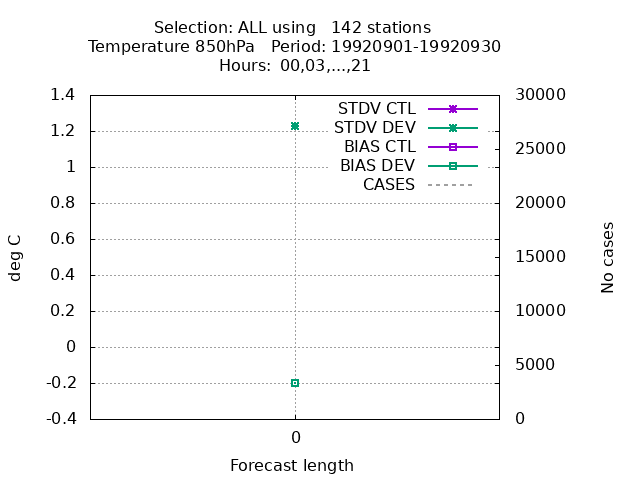 Selection: ALL using   142 stations
Temperature 850hPa   Period: 19920901-19920930
Hours:  00,03,...,21
1.4
1.2
1
0.8
0.6
0.4
0.2
0
-0.2
-0.4
deg C
STDV CTL
STDV DEV
BIAS CTL
BIAS DEV
CASES
30000
25000
20000
15000
10000
5000
0
No cases
0
Forecast length